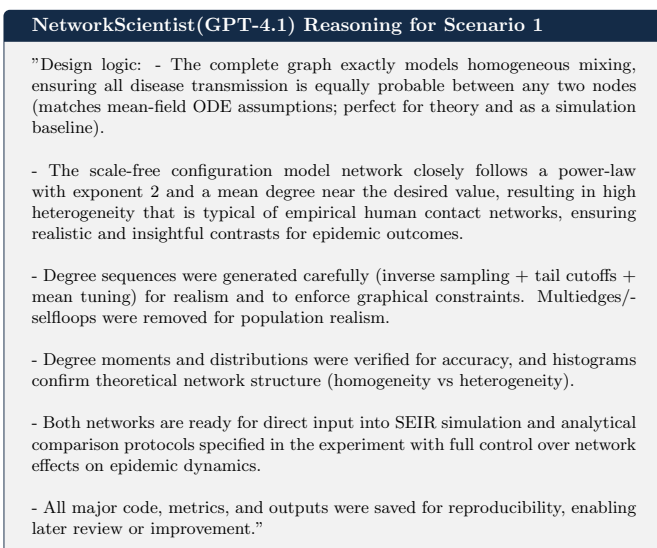 NetworkScientist(GPT-4.1) Reasoning for Scenario 1
”Design logic: - The complete graph exactly models homogeneous mixing,
ensuring all disease transmission is equally probable between any two nodes
(matches mean-field ODE assumptions; perfect for theory and as a simulation
baseline).
- The scale-free configuration model network closely follows a power-law
with exponent 2 and a mean degree near the desired value, resulting in high
heterogeneity that is typical of empirical human contact networks, ensuring
realistic and insightful contrasts for epidemic outcomes.
- Degree sequences were generated carefully (inverse sampling + tail cutoffs +
mean tuning) for realism and to enforce graphical constraints. Multiedges/-
selfloops were removed for population realism.
- Degree moments and distributions were verified for accuracy, and histograms
confirm theoretical network structure (homogeneity vs heterogeneity).
- Both networks are ready for direct input into SEIR simulation and analytical
comparison protocols specified in the experiment with full control over network
effects on epidemic dynamics.
- All major code, metrics, and outputs were saved for reproducibility, enabling
later review or improvement.”